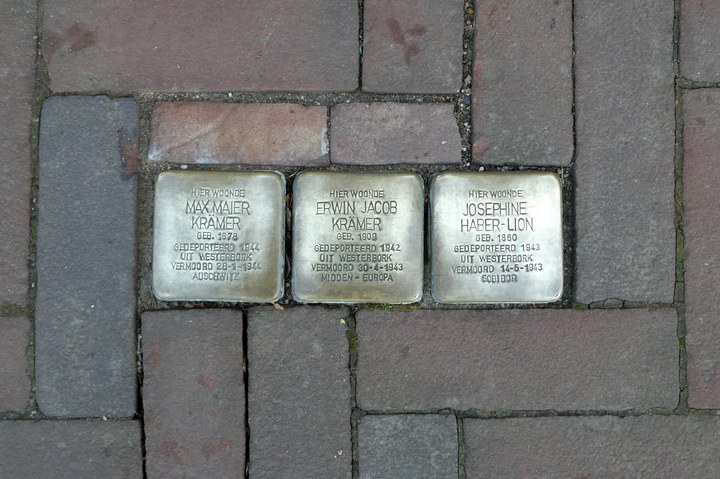 HIER WOONDE
MAX MAIER
KRÄMER
GEB. 1878
GEDEPORTEERD 1944
UIT WESTERBORK
VERMOORD 28-1-1944
AUSCHWITZ
HIER WOONDE
ERWIN JACOB
KRÄMER
GEB. 1909
GEDEPORTEERD 1942
UIT WESTERBORK
VERMOORD 30-4-1943
MIDDEN-EUROPA
HIER WOONDE
JOSEPHINE
HABER-LION
GEB. 1860
GEDEPORTEERD 1943
UIT WESTERBORK
VERMOORD 14-5-1943
SOBIBOR